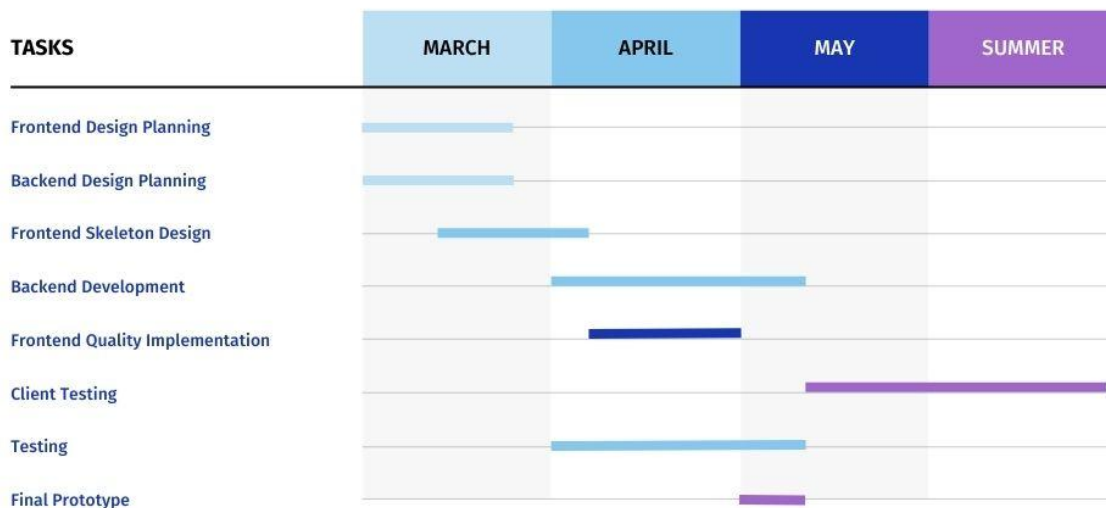 TASKS MARCH APRIL MAY SUMMER
Frontend Design Planning
Backend Design Planning
Frontend Skeleton Design
Backend Development
Frontend Quality Implementation
Client Testing
Testing
Final Prototype